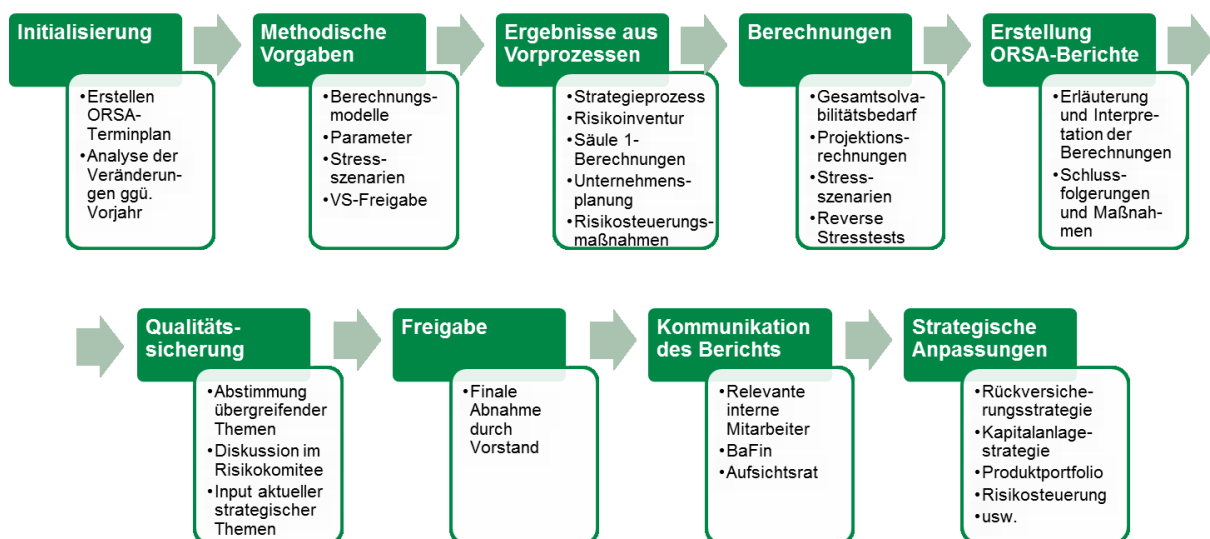 Initialisierung
•Erstellen
ORSA-
Terminplan
•Analyse der
Veränderun-
gen ggü.
Vorjahr
Methodische
Vorgaben
•Berechnungs-
modelle
•Parameter
•Stress-
szenarien
•VS-Freigabe
Ergebnisse aus
Vorprozessen
•Strategieprozess
•Risikoinventur
•Säule 1-
Berechnungen
•Unternehmens-
planung
•Risikosteuerungs-
maßnahmen
Berechnungen
•Gesamtsolva-
bilitätsbedarf
•Projektions-
rechnungen
•Stress-
szenarien
•Reverse
Stresstests
Erstellung
ORSA-Berichte
•Erläuterung
und Interpre-
tation der
Berechnungen
•Schluss-
folgerungen
und Maßnah-
men
Qualitäts-
sicherung
•Abstimmung
übergreifender
Themen
•Diskussion im
Risikokomitee
•Input aktueller
strategischer
Themen
Freigabe
•Finale
Abnahme
durch
Vorstand
Kommunikation
des Berichts
•Relevante
interne
Mitarbeiter
•BaFin
•Aufsichtsrat
Strategische
Anpassungen
•Rückversiche-
rungsstrategie
•Kapitalanlage-
strategie
•Produktportfolio
•Risikosteuerung
•usw.